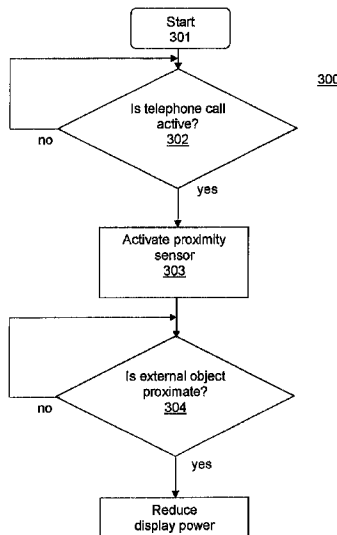 Start
301
300
Is telephone call
active?
302
no
yes
Activate proximity
sensor
303
Is external object
proximate?
304
no
yes
Reduce
display power